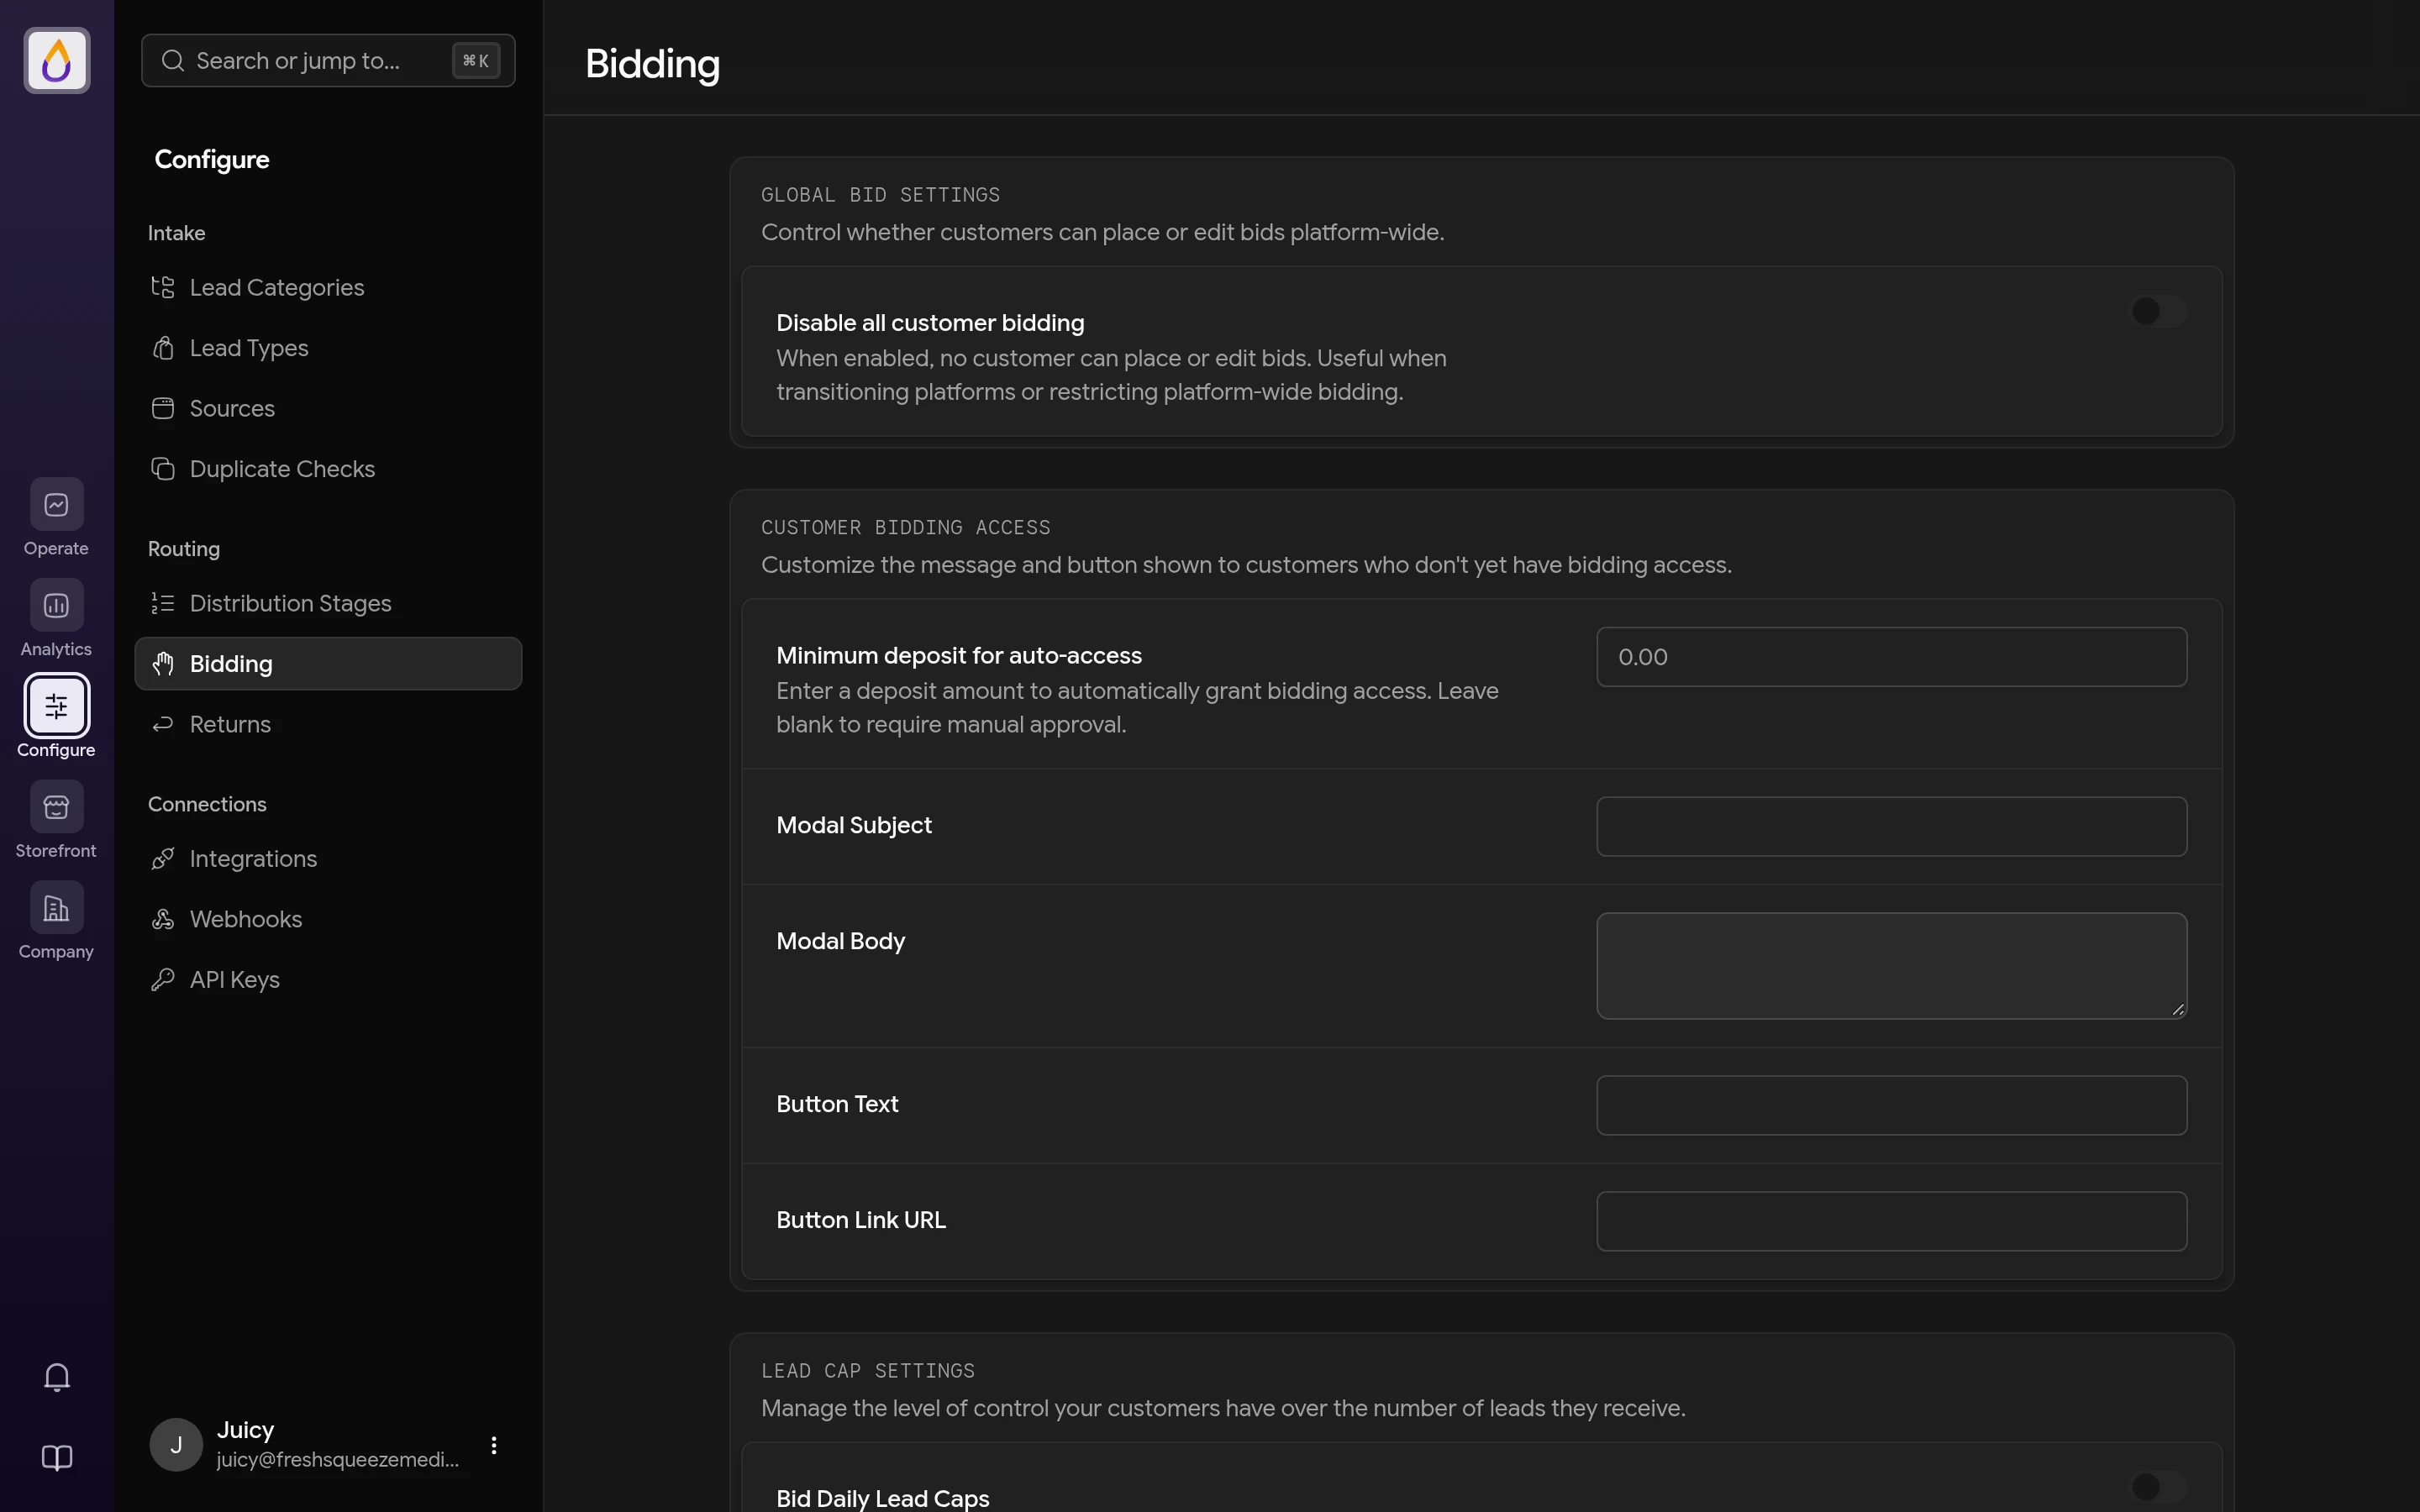 Search or jump to...
⌘K
Configure
Intake
Lead Categories
Lead Types
Sources
Duplicate Checks
Routing
Distribution Stages
Bidding
Returns
Connections
Integrations
Webhooks
API Keys
Operate
Analytics
Configure
Storefront
Company
J
Juicy
juicy@freshsqueezemedi...
Bidding
GLOBAL BID SETTINGS
Control whether customers can place or edit bids platform-wide.
Disable all customer bidding
When enabled, no customer can place or edit bids. Useful when
transitioning platforms or restricting platform-wide bidding.
CUSTOMER BIDDING ACCESS
Customize the message and button shown to customers who don't yet have bidding access.
Minimum deposit for auto-access
Enter a deposit amount to automatically grant bidding access. Leave
blank to require manual approval.
0.00
Modal Subject
Modal Body
Button Text
Button Link URL
LEAD CAP SETTINGS
Manage the level of control your customers have over the number of leads they receive.
Bid Daily Lead Caps